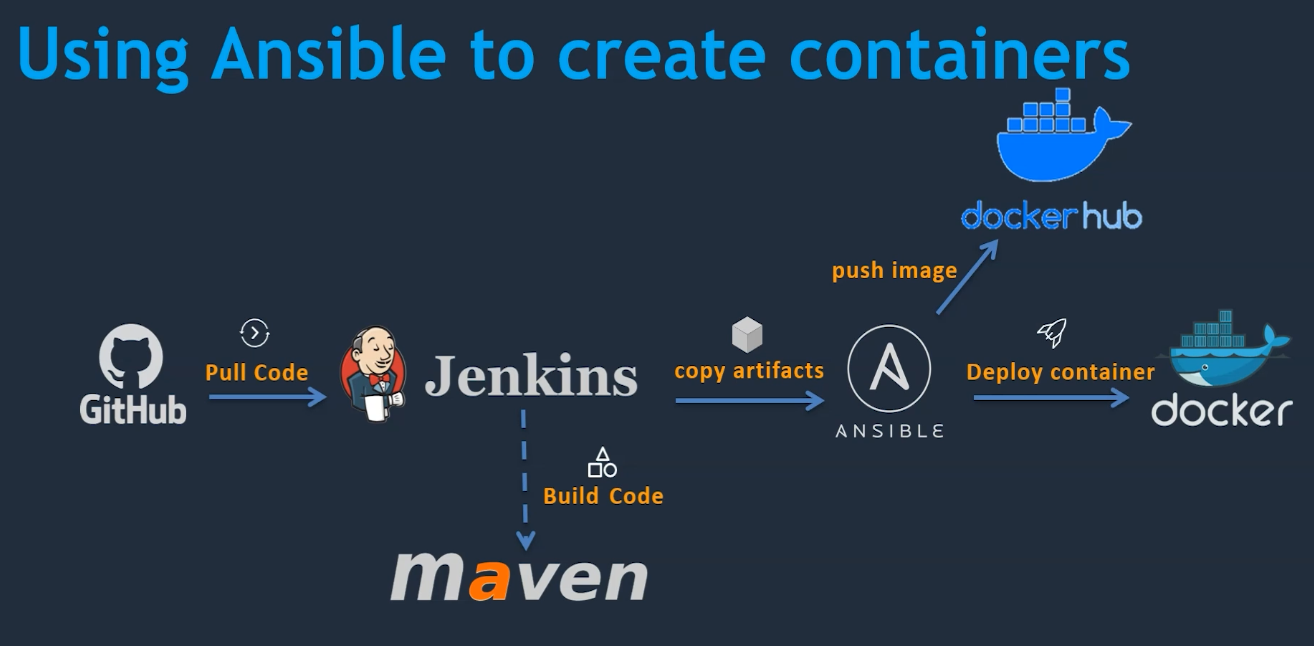 Using Ansible to create containers
dockerhub
push image
GitHub
Pull Code
Jenkins
copy artifacts
ANSIBLE
Deploy container
docker
Build Code
maven